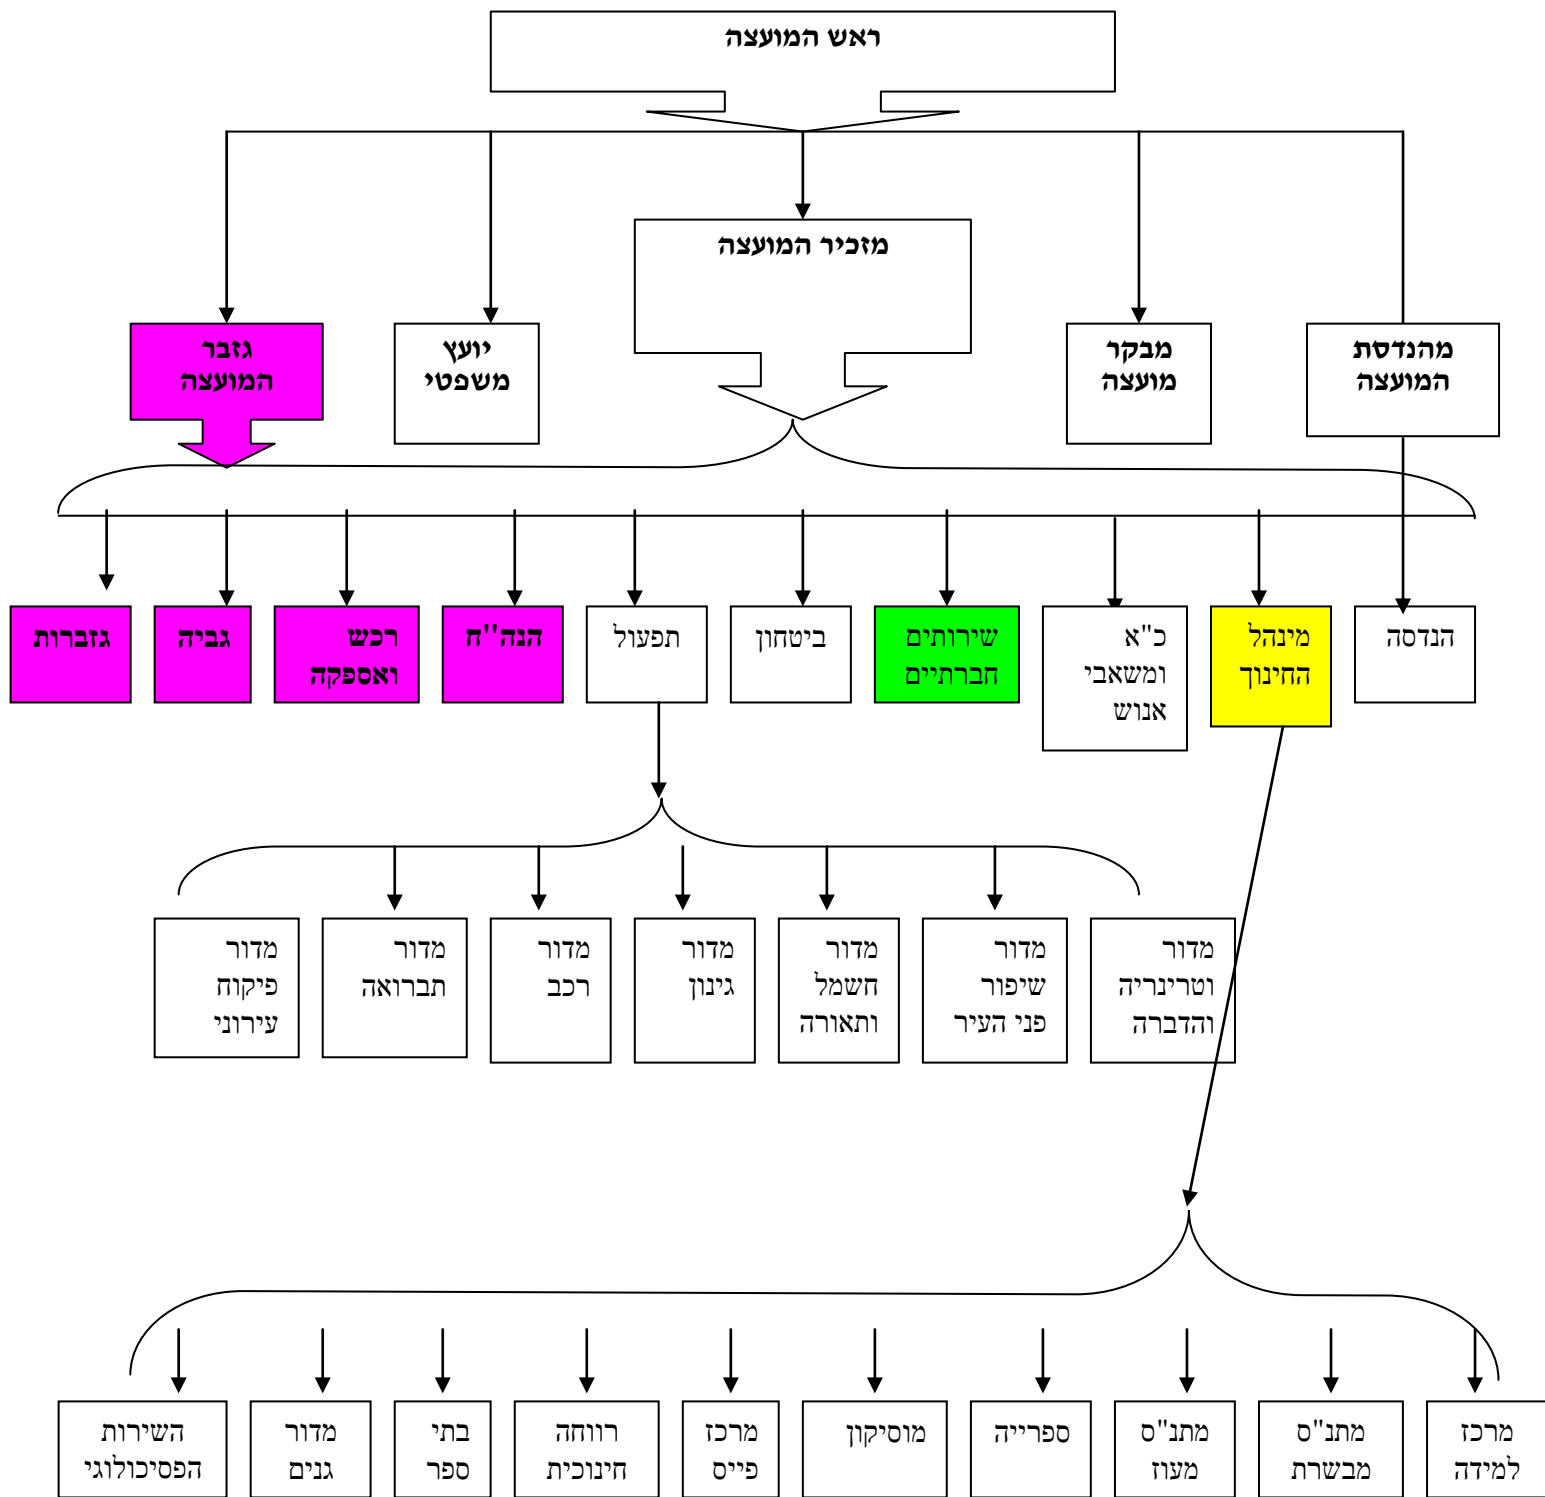 ראש המועצה
מזכיר המועצה
מהנדסת
המועצה
מבקר
מועצה
יועץ
משפטי
גזבר
המועצה
הנדסה
מינהל
החינוך
כ"א
ומשאבי
אנוש
שירותים
חברתיים
ביטחון
תפעול
הנה''ח
רכש
ואספקה
גביה
גזברות
מדור
וטרינריה
והדברה
מדור
שיפור
פני העיר
מדור
חשמל
ותאורה
מדור
גינון
מדור
רכב
מדור
תברואה
מדור
פיקוח
עירוני
מרכז
למידה
מתנ"ס
מבשרת
מתנ"ס
מעוז
ספרייה
מוסיקון
מרכז
פייס
רווחה
חינוכית
בתי
ספר
מדור
גנים
השירות
הפסיכולוגי